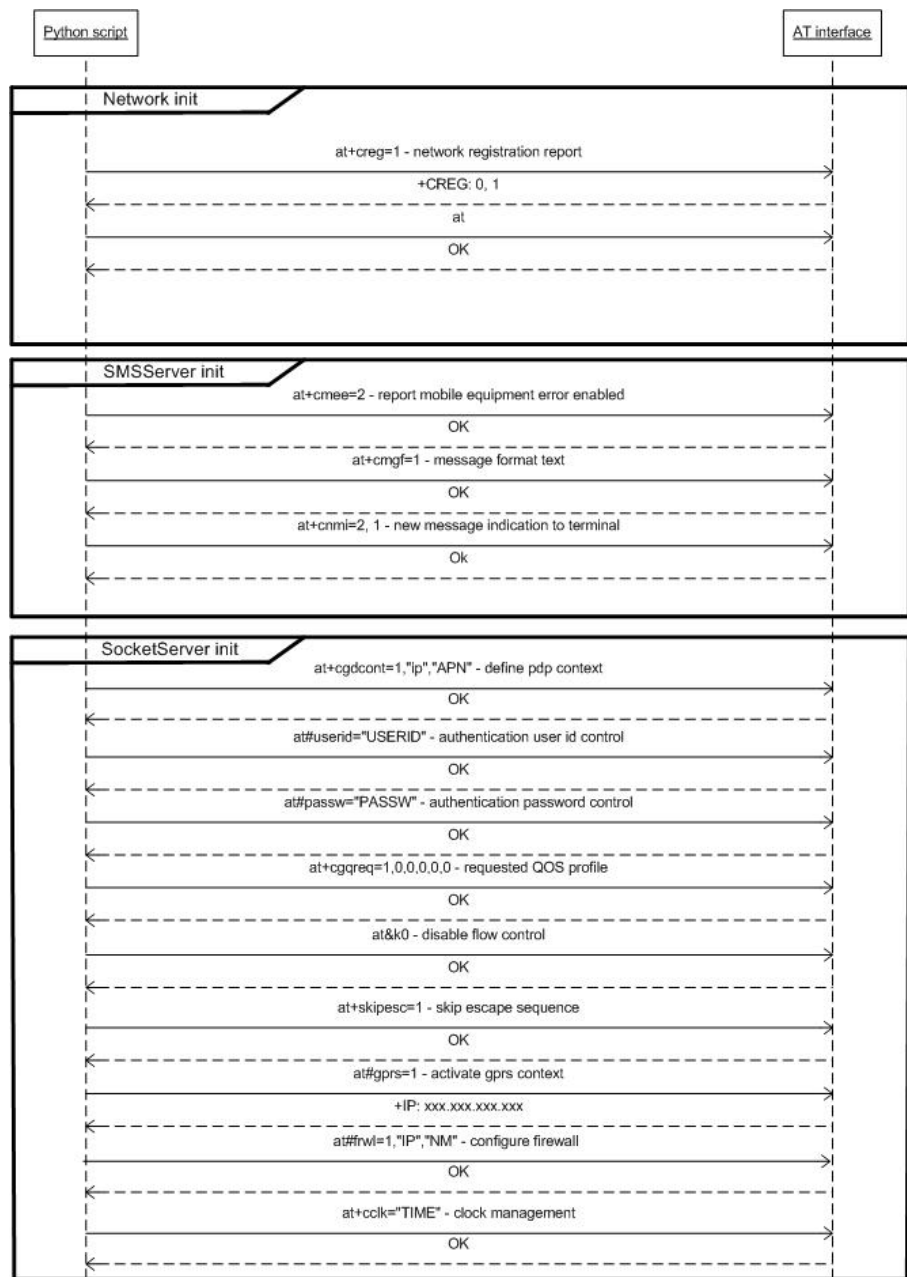 Python script
AT interface
Network init
at+creg=1 - network registration report
+CREG: 0, 1
at
OK
SMSServer init
at+cmee=2 - report mobile equipment error enabled
OK
at+cmgf=1 - message format text
OK
at+cnmi=2, 1 - new message indication to terminal
Ok
SocketServer init
at+cgdcont=1,"ip","APN" - define pdp context
OK
at#userid="USERID" - authentication user id control
OK
at#passw="PASSW" - authentication password control
OK
at+cgqreq=1,0,0,0,0,0 - requested QOS profile
OK
at&k0 - disable flow control
OK
at+skipesc=1 - skip escape sequence
OK
at#gprs=1 - activate gprs context
+IP: xxx.xxx.xxx.xxx
at#frwl=1,"IP","NM" - configure firewall
OK
at+cclk="TIME" - clock management
OK